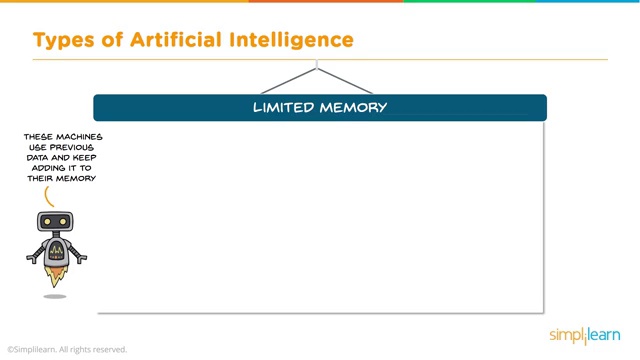 Types of Artificial Intelligence
LIMITED MEMORY
THESE MACHINES
USE PREVIOUS
DATA AND KEEP
ADDING IT TO
THEIR MEMORY
simplilearn
©Simplilearn. All rights reserved.